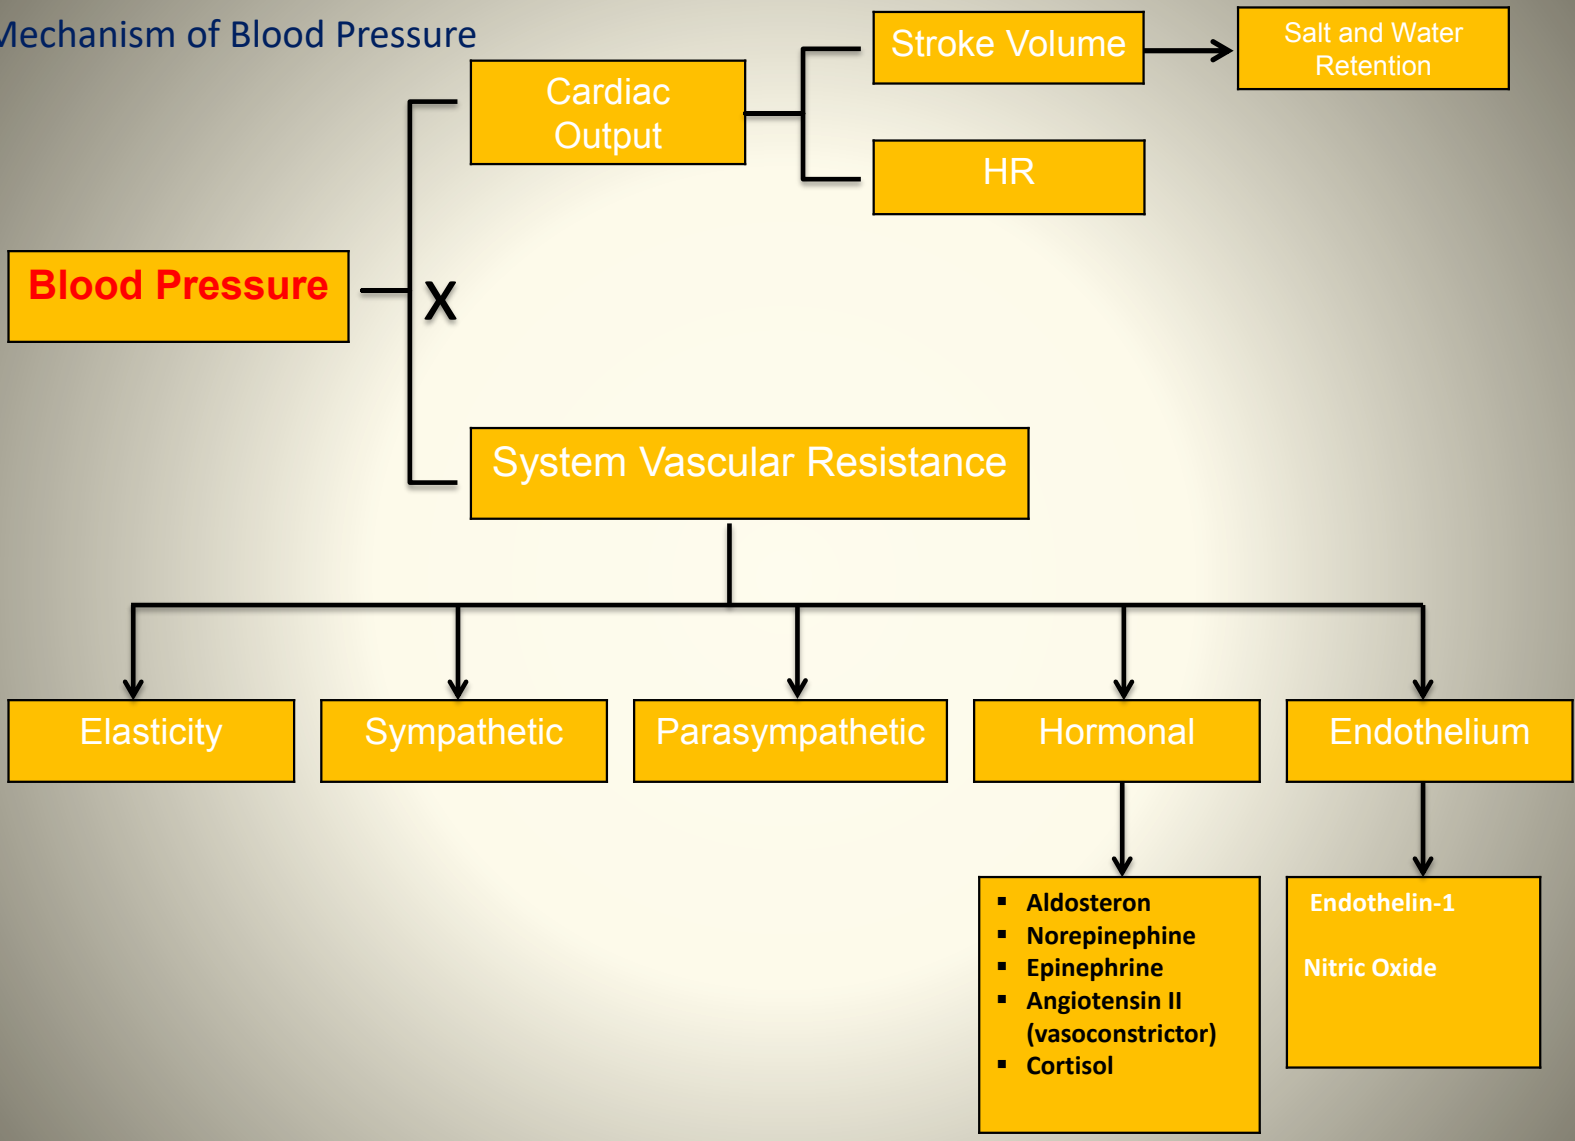 Mechanism of Blood Pressure
Stroke Volume
Salt and Water
Retention
Cardiac
Output
HR
Blood Pressure
X
System Vascular Resistance
Elasticity
Sympathetic
Parasympathetic
Hormonal
Endothelium
▪ Aldosteron
▪ Norepinephine
▪ Epinephrine
▪ Angiotensin II
(vasoconstrictor)
▪ Cortisol
Endothelin-1
Nitric Oxide